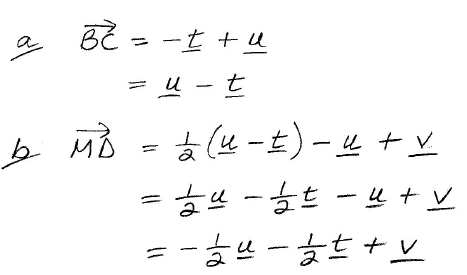 a BC⃗ = -t + u
= u - t
b MD⃗ = ½(u - t) - u + v
= ½u - ½t - u + v
= -½u - ½t + v